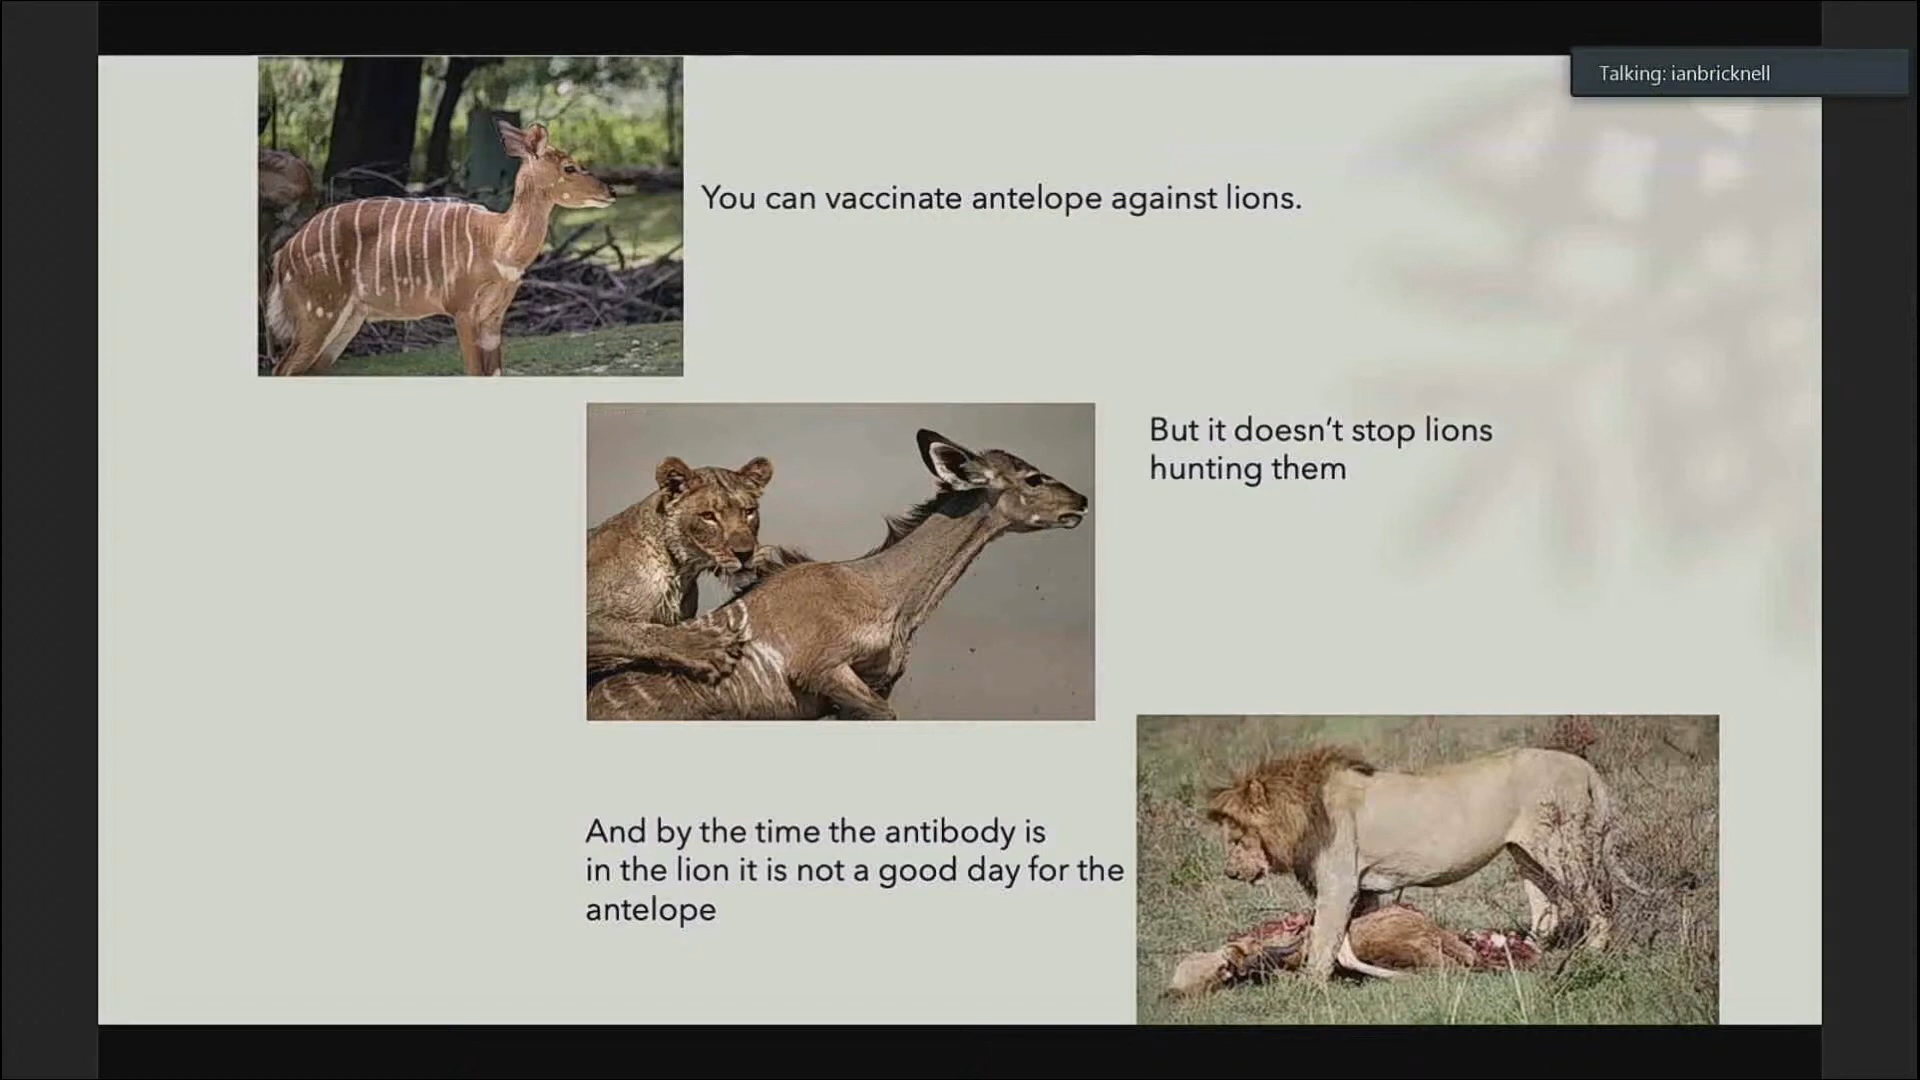 Talking: ianbricknell
You can vaccinate antelope against lions.
But it doesn’t stop lions
hunting them
And by the time the antibody is
in the lion it is not a good day for the
antelope